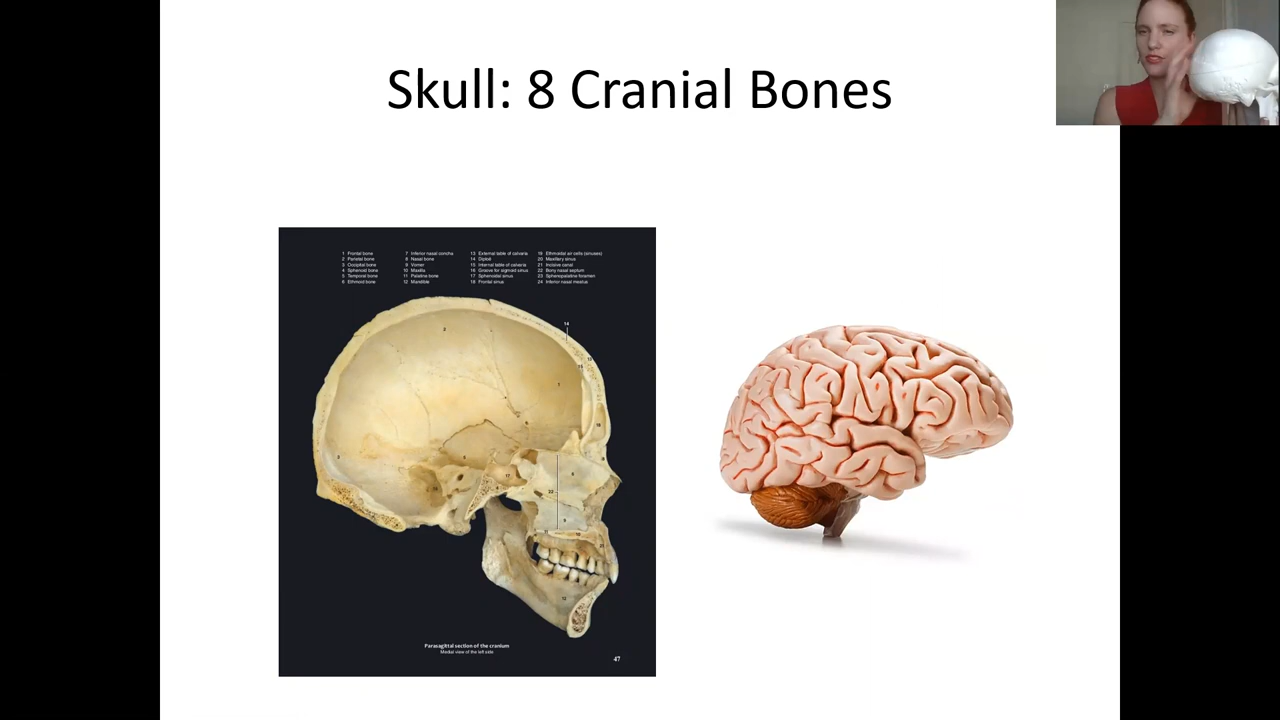 Skull: 8 Cranial Bones
1 Frontal bone
2 Parietal bone
3 Occipital bone
4 Sphenoid bone
5 Temporal bone
6 Ethmoid bone
7 Inferior nasal concha
8 Nasal bone
9 Vomer
10 Maxilla
11 Palatine bone
12 Mandible
13 External table of calvaria
14 Diploë
15 Internal table of calvaria
16 Groove for sigmoid sinus
17 Sphenoidal sinus
18 Frontal sinus
19 Ethmoidal air cells (sinuses)
20 Maxillary sinus
21 Incisive canal
22 Bony nasal septum
23 Sphenopalatine foramen
24 Inferior nasal meatus
14
2
22
12
Parasagittal section of the cranium
Medial view of the left side
47